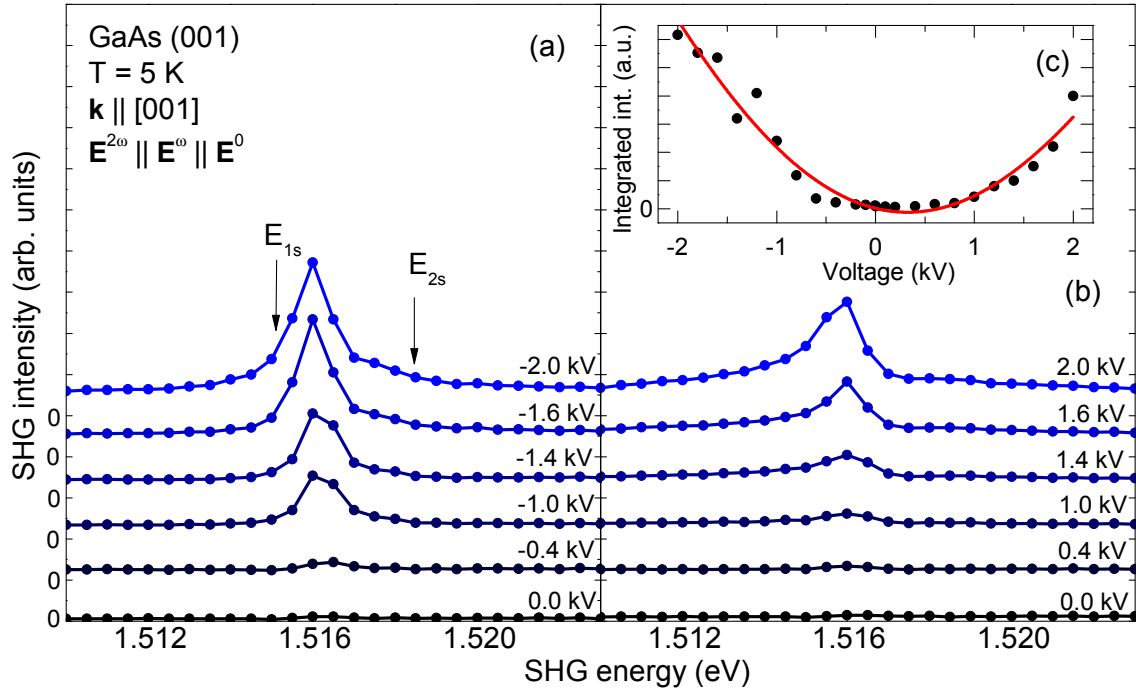 GaAs (001)
T = 5 K
k || [001]
E^2ω || E^ω || E^0
(a)
E_1s
E_2s
-2.0 kV
-1.6 kV
-1.4 kV
-1.0 kV
-0.4 kV
0.0 kV
0
0
0
0
0
0
SHG intensity (arb. units)
1.512
1.516
1.520
(c)
Integrated int. (a.u.)
0
-2
-1
0
1
2
Voltage (kV)
(b)
2.0 kV
1.6 kV
1.4 kV
1.0 kV
0.4 kV
0.0 kV
1.512
1.516
1.520
SHG energy (eV)